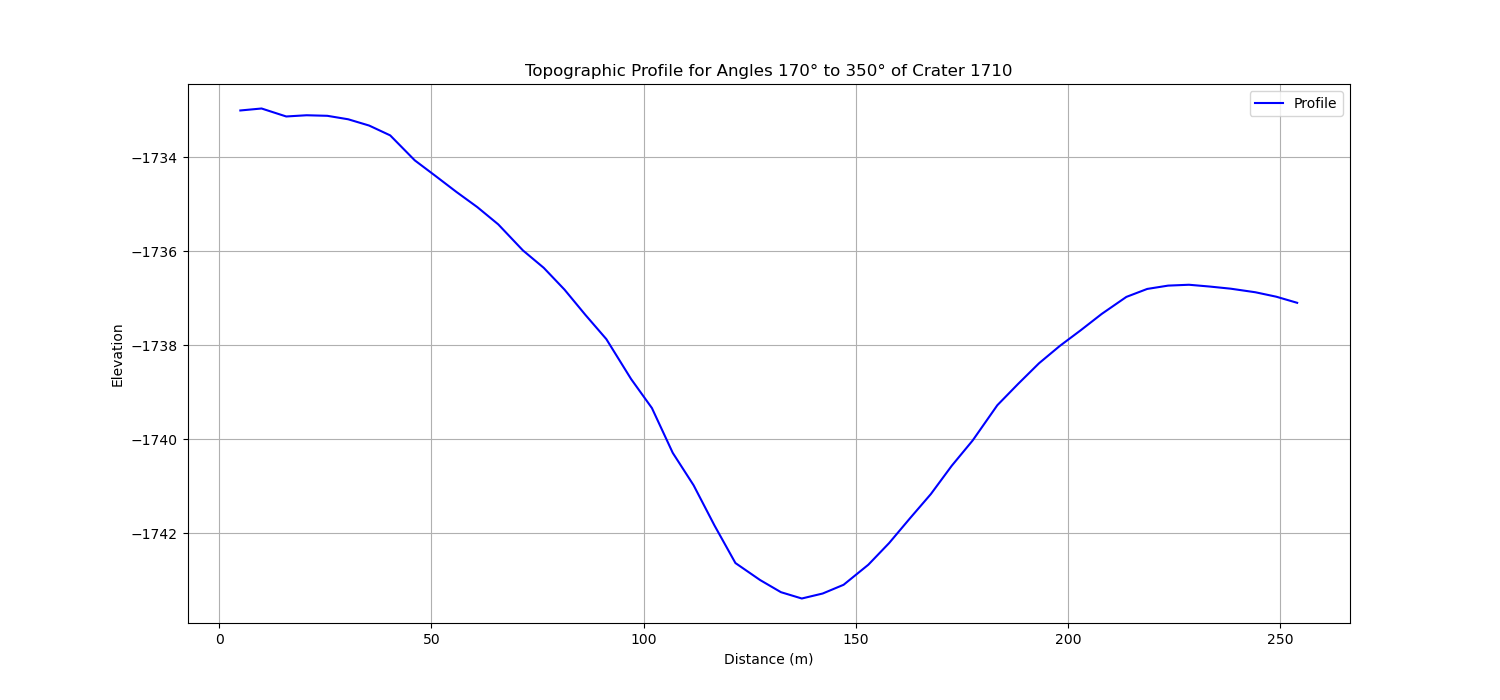 Topographic Profile for Angles 170° to 350° of Crater 1710
Profile
−1734
−1736
−1738
−1740
−1742
Elevation
0
50
100
150
200
250
Distance (m)